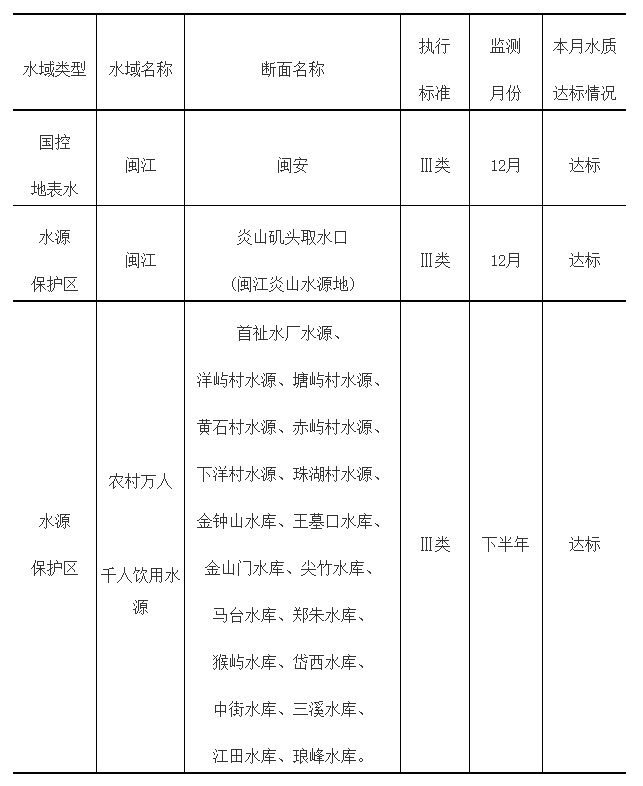 水域类型 水域名称 断面名称 执行标准 监测月份 本月水质达标情况
国控地表水 闽江 闽安 Ⅲ类 12月 达标
水源保护区 闽江 炎山矶头取水口
(闽江炎山水源地) Ⅲ类 12月 达标
水源保护区 农村万人千人饮用水源 首祉水厂水源、
洋屿村水源、塘屿村水源、
黄石村水源、赤屿村水源、
下洋村水源、珠湖村水源、
金钟山水库、王墓口水库、
金山门水库、尖竹水库、
马台水库、郑朱水库、
猴屿水库、岱西水库、
中街水库、三溪水库、
江田水库、琅峰水库。 Ⅲ类 下半年 达标